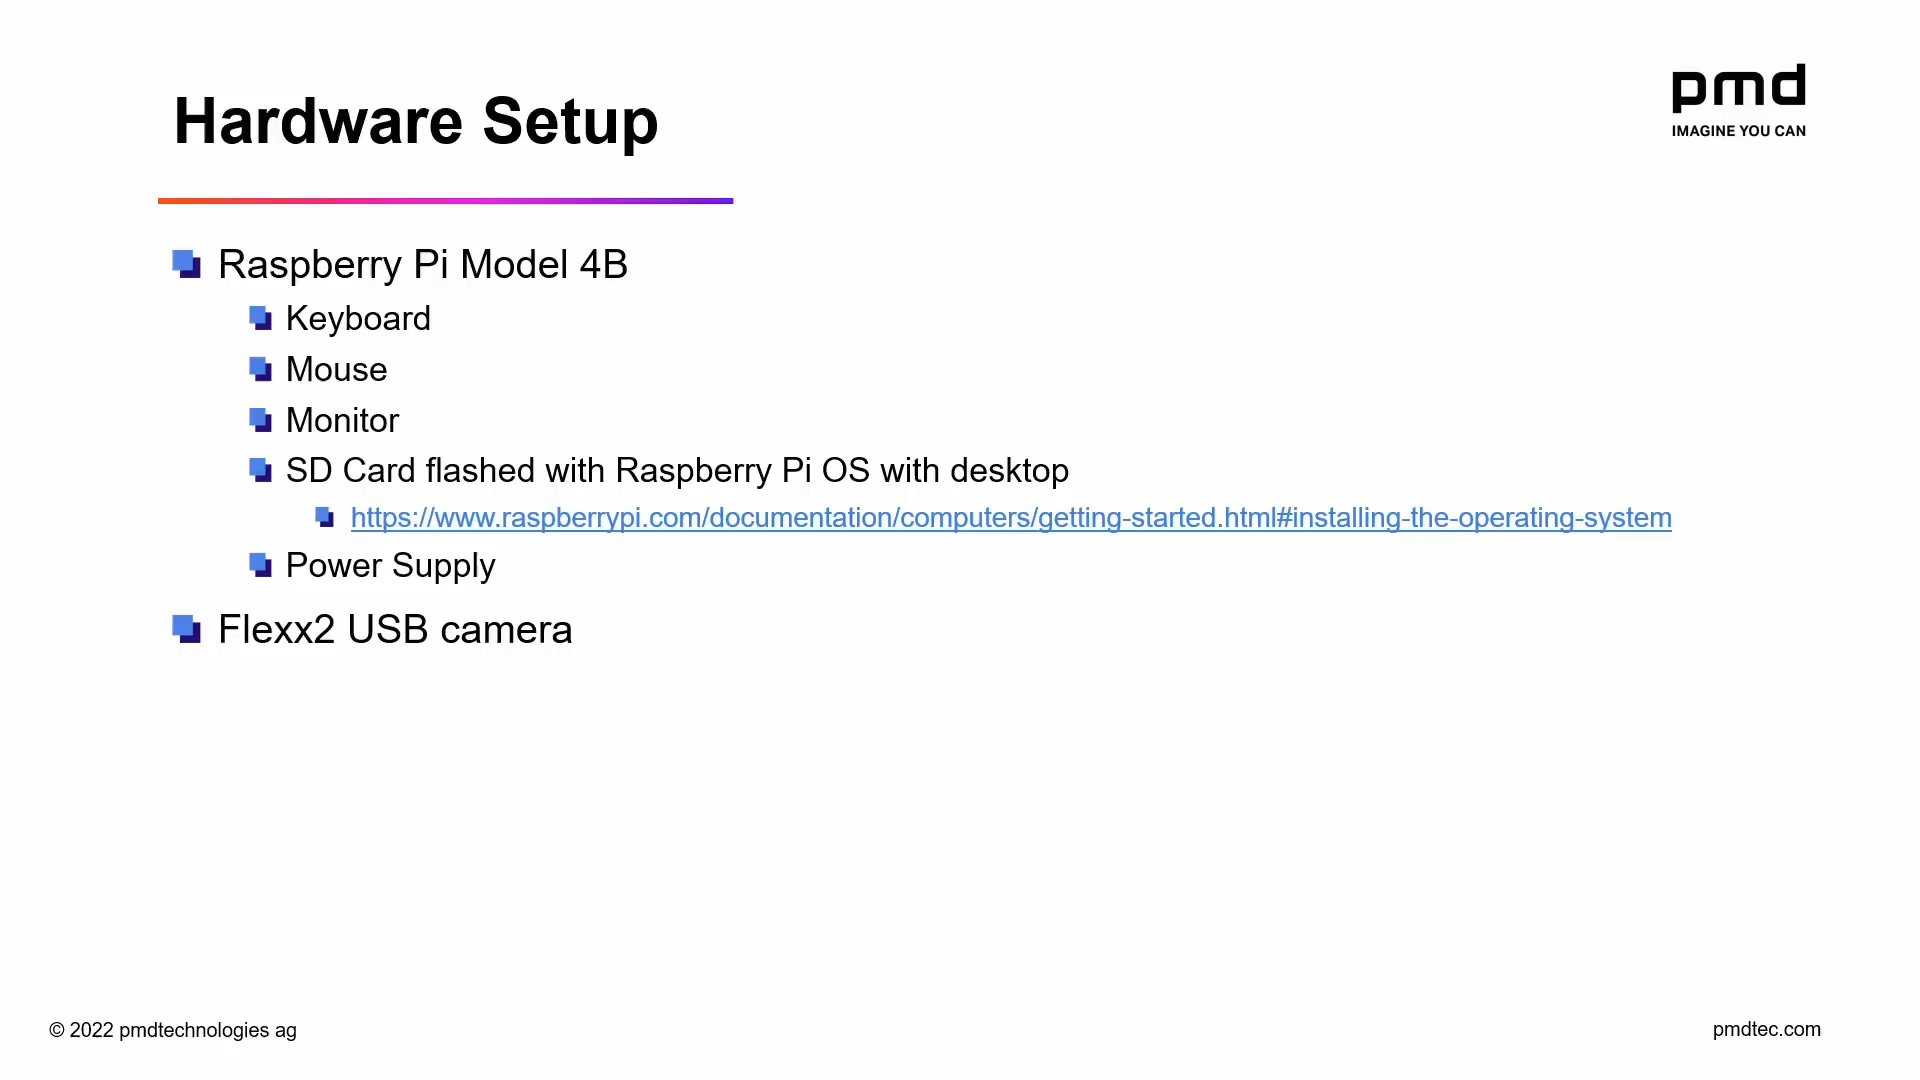 Hardware Setup
pmd
IMAGINE YOU CAN
Raspberry Pi Model 4B
Keyboard
Mouse
Monitor
SD Card flashed with Raspberry Pi OS with desktop
https://www.raspberrypi.com/documentation/computers/getting-started.html#installing-the-operating-system
Power Supply
Flexx2 USB camera
© 2022 pmdtechnologies ag
pmdtec.com